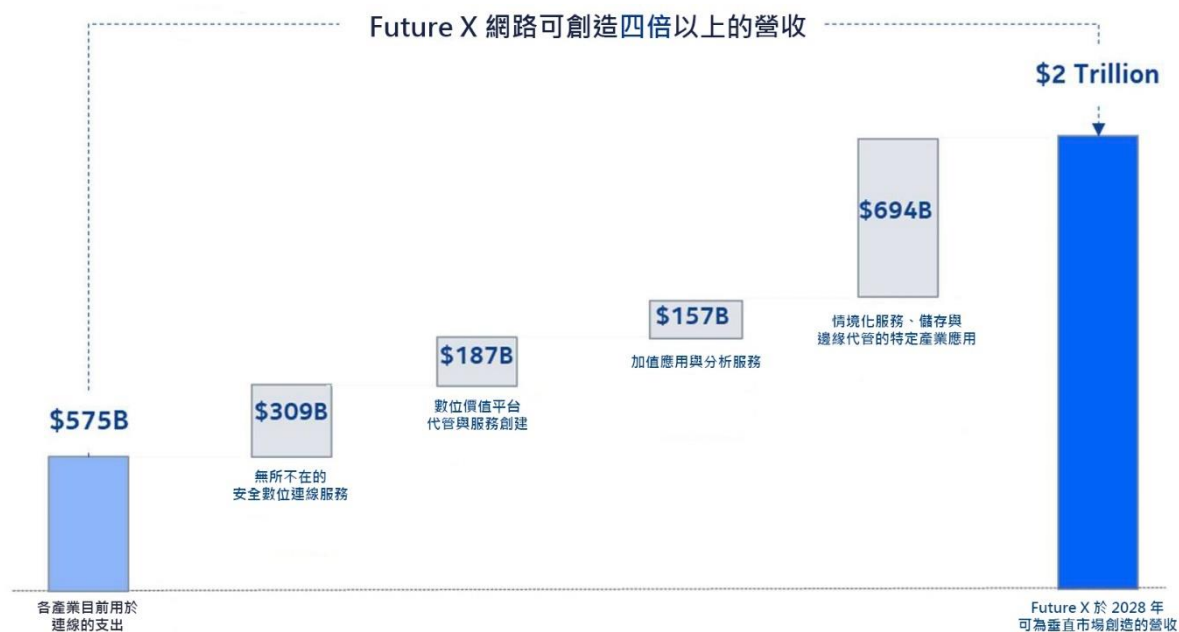 Future X 網路可創造四倍以上的營收
$2 Trillion
$694B
情境化服務、儲存與
邊緣代管的特定產業應用
$157B
加值應用與分析服務
$187B
數位價值平台
代管與服務創建
$309B
無所不在的
安全數位連線服務
$575B
各產業目前用於
連線的支出
Future X 於 2028 年
可為垂直市場創造的營收